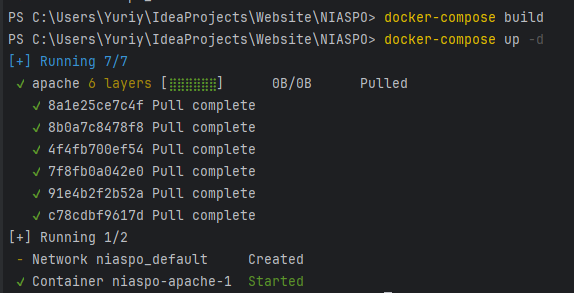 PS C:\Users\Yuriy\IdeaProjects\Website\NIASPO> docker-compose build
PS C:\Users\Yuriy\IdeaProjects\Website\NIASPO> docker-compose up -d
[+] Running 7/7
✓ apache 6 layers [⣿⣿⣿⣿⣿⣿] 0B/0B Pulled
✓ 8a1e25ce7c4f Pull complete
✓ 8b0a7c8478f8 Pull complete
✓ 4f4fb700ef54 Pull complete
✓ 7f8fb0a042e0 Pull complete
✓ 91e4b2f2b52a Pull complete
✓ c78cdbf9617d Pull complete
[+] Running 1/2
- Network niaspo_default Created
✓ Container niaspo-apache-1 Started